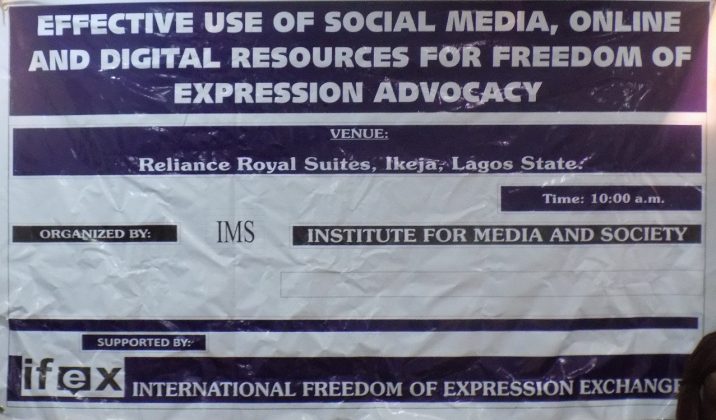 EFFECTIVE USE OF SOCIAL MEDIA, ONLINE
AND DIGITAL RESOURCES FOR FREEDOM OF
EXPRESSION ADVOCACY
VENUE:
Reliance Royal Suites, Ikeja, Lagos State.
Time: 10:00 a.m.
ORGANIZED BY: IMS INSTITUTE FOR MEDIA AND SOCIETY
SUPPORTED BY:
ifex INTERNATIONAL FREEDOM OF EXPRESSION EXCHANGE